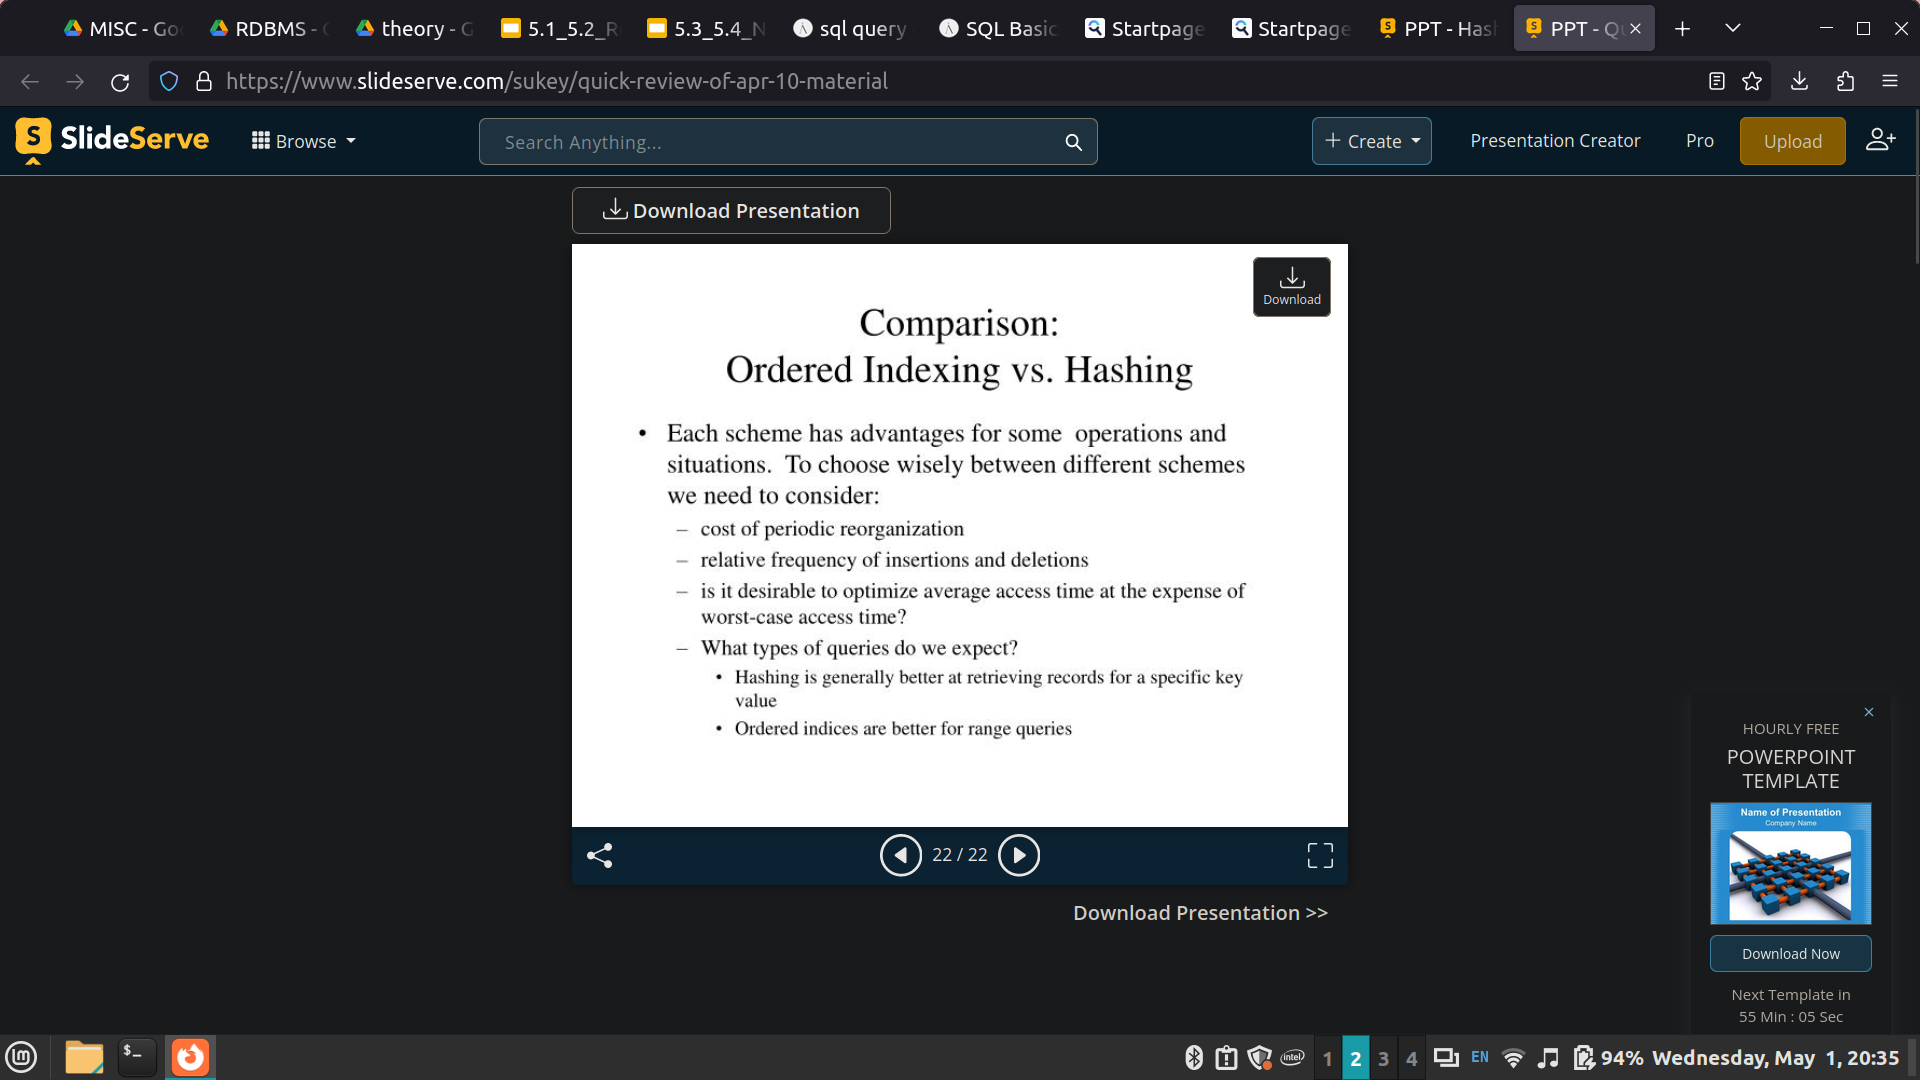 MISC - Go
RDBMS - G
theory - G
5.1_5.2_R
5.3_5.4_N
sql query
SQL Basic
Startpage
Startpage
PPT - Hash
PPT - Qu
https://www.slideserve.com/sukey/quick-review-of-apr-10-material
S SlideServe
Browse
Search Anything...
+ Create
Presentation Creator
Pro
Upload
Download Presentation
Download
Comparison:
Ordered Indexing vs. Hashing
• Each scheme has advantages for some operations and
situations. To choose wisely between different schemes
we need to consider:
– cost of periodic reorganization
– relative frequency of insertions and deletions
– is it desirable to optimize average access time at the expense of
worst-case access time?
– What types of queries do we expect?
• Hashing is generally better at retrieving records for a specific key
value
• Ordered indices are better for range queries
22 / 22
Download Presentation >>
HOURLY FREE
POWERPOINT
TEMPLATE
Name of Presentation
Company Name
Download Now
Next Template in
55 Min : 05 Sec
$_
intel
1 2 3 4
EN
94% Wednesday, May 1, 20:35